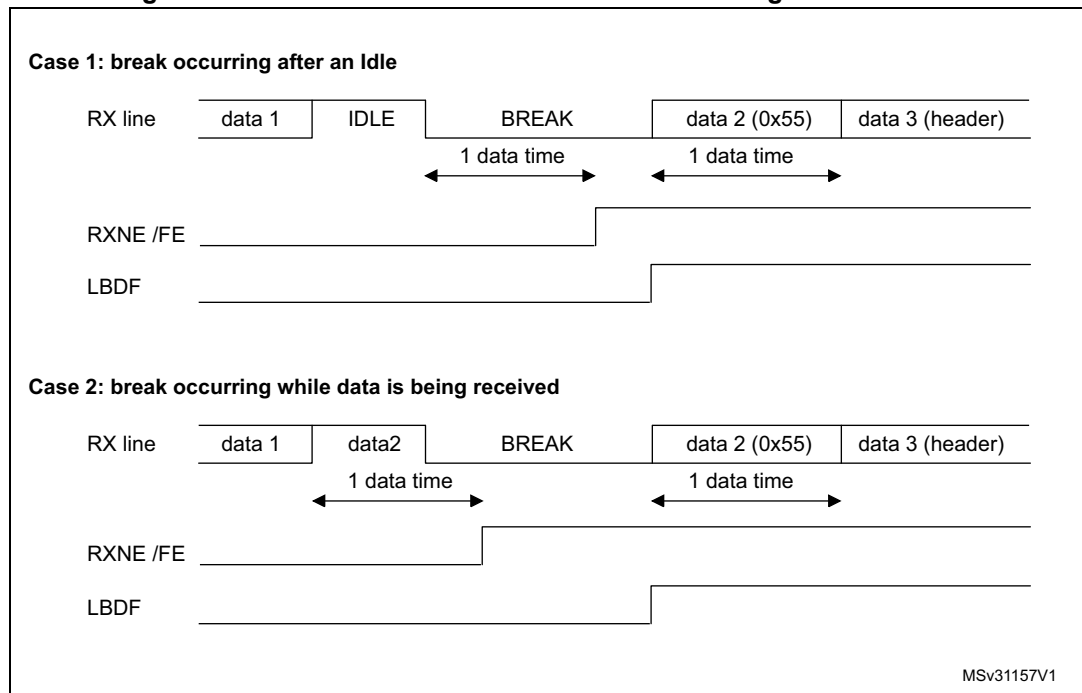 Case 1: break occurring after an Idle
RX line data 1 IDLE BREAK data 2 (0x55) data 3 (header)
1 data time 1 data time
RXNE /FE
LBDF
Case 2: break occurring while data is being received
RX line data 1 data2 BREAK data 2 (0x55) data 3 (header)
1 data time 1 data time
RXNE /FE
LBDF
MSv31157V1